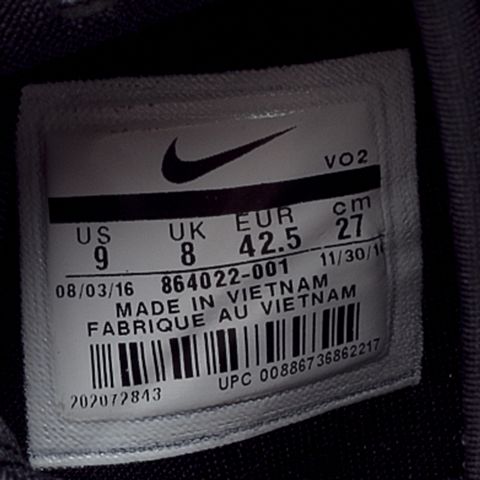 VO2
US UK EUR cm
9 8 42.5 27
08/03/16 864022-001 11/30/16
MADE IN VIETNAM
FABRIQUE AU VIETNAM
202072843 UPC 00886736862217